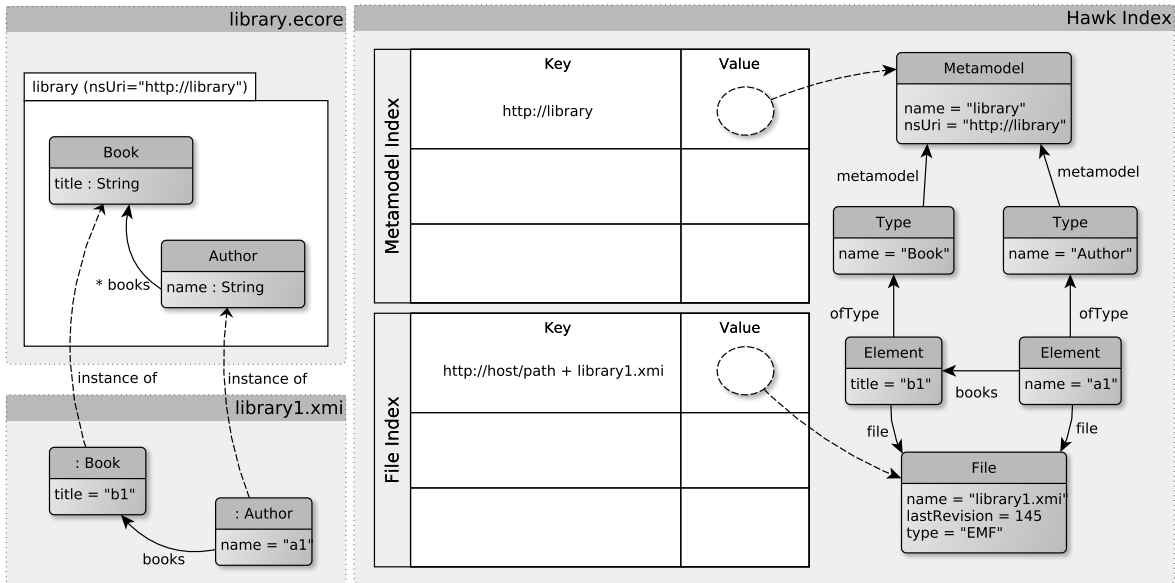 library.ecore
library (nsUri="http://library")
Book
title : String
Author
name : String
* books
instance of
instance of
library1.xmi
: Book
title = "b1"
: Author
name = "a1"
books
Hawk Index
Metamodel Index
Key
Value
http://library
File Index
Key
Value
http://host/path + library1.xmi
Metamodel
name = "library"
nsUri = "http://library"
metamodel
metamodel
Type
name = "Book"
Type
name = "Author"
ofType
ofType
Element
title = "b1"
Element
name = "a1"
books
file
file
File
name = "library1.xmi"
lastRevision = 145
type = "EMF"